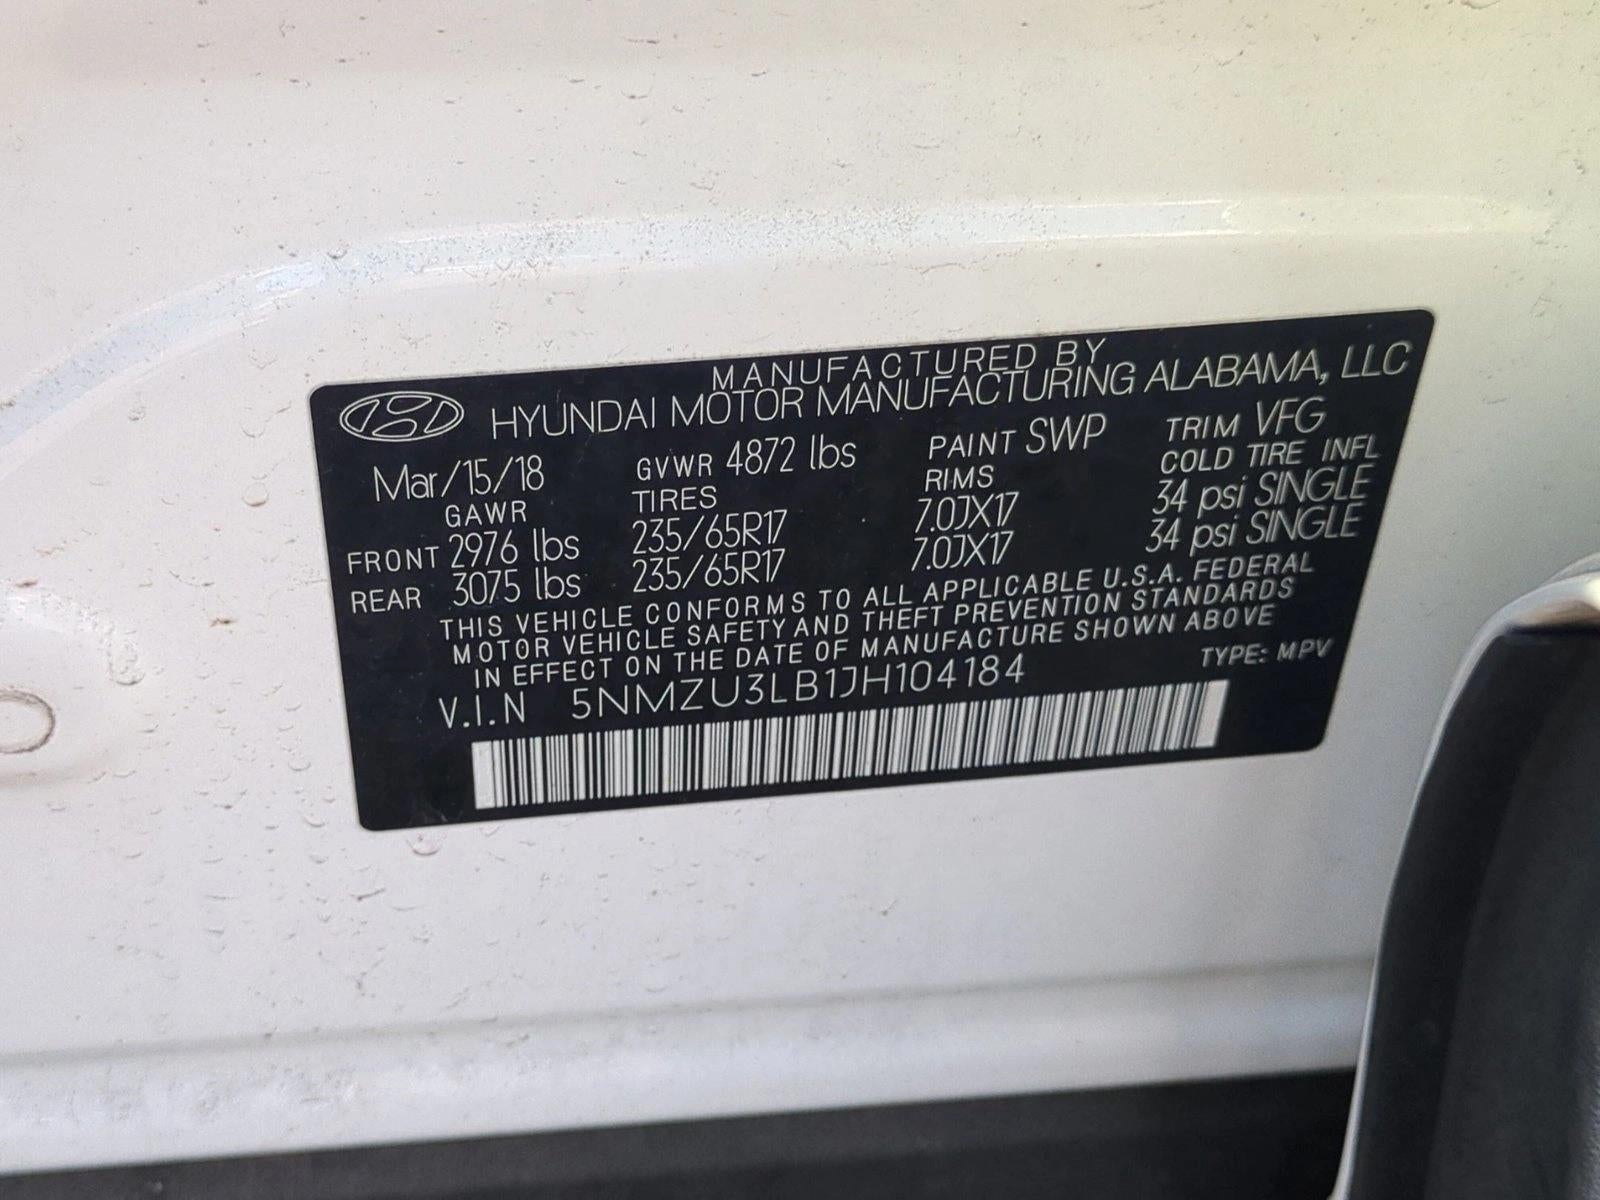 MANUFACTURED BY
HYUNDAI MOTOR MANUFACTURING ALABAMA, LLC
Mar/15/18 GVWR 4872 lbs PAINT SWP TRIM VFG
GAWR TIRES RIMS COLD TIRE INFL
FRONT 2976 lbs 235/65R17 7.0JX17 34 psi SINGLE
REAR 3075 lbs 235/65R17 7.0JX17 34 psi SINGLE
THIS VEHICLE CONFORMS TO ALL APPLICABLE U.S.A. FEDERAL
MOTOR VEHICLE SAFETY AND THEFT PREVENTION STANDARDS
IN EFFECT ON THE DATE OF MANUFACTURE SHOWN ABOVE
V.I.N 5NMZU3LB1JH104184 TYPE: MPV